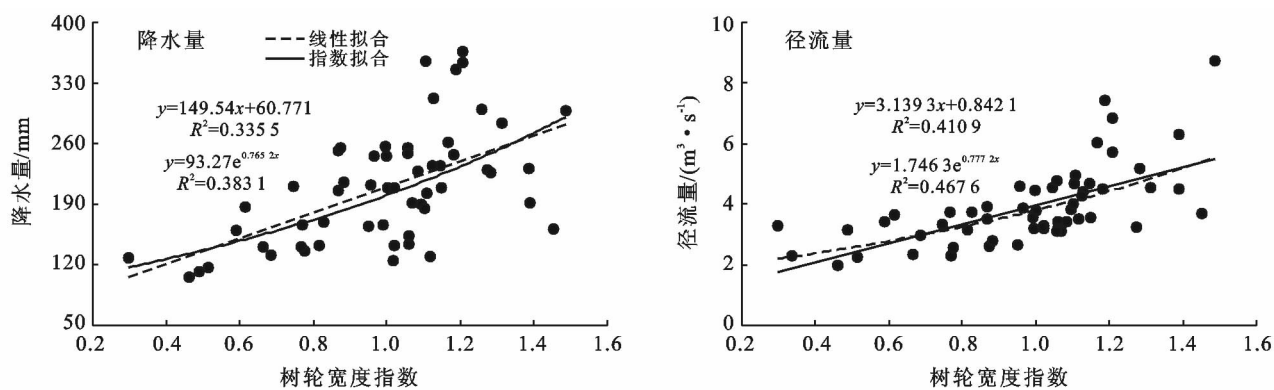 降水量
线性拟合
指数拟合
y=149.54x+60.771
R²=0.335 5
y=93.27e^0.765 2x
R²=0.383 1
降水量/mm
400
330
260
190
120
50
0.2 0.4 0.6 0.8 1.0 1.2 1.4 1.6
树轮宽度指数
径流量
y=3.139 3x+0.842 1
R²=0.410 9
y=1.746 3e^0.777 2x
R²=0.467 6
径流量/(m³·s⁻¹)
10
8
6
4
2
0
0.2 0.4 0.6 0.8 1.0 1.2 1.4 1.6
树轮宽度指数